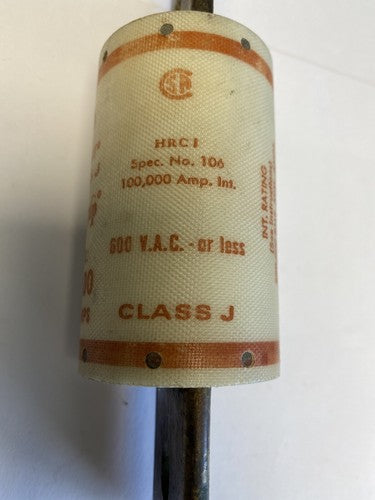 HRC I
Spec. No. 106
100,000 Amp. Int.
600 V.A.C. - or less
CLASS J
INT. RATING